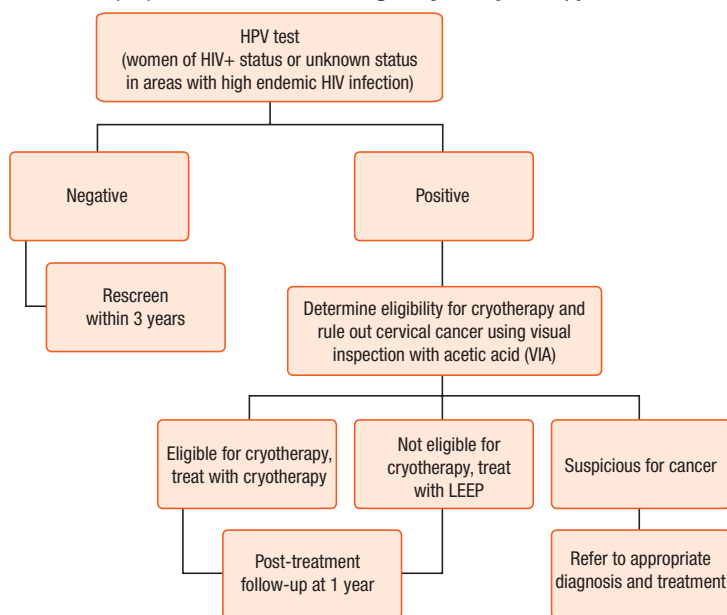 HPV test
(women of HIV+ status or unknown status
in areas with high endemic HIV infection)
Negative
Positive
Rescreen
within 3 years
Determine eligibility for cryotherapy and
rule out cervical cancer using visual
inspection with acetic acid (VIA)
Eligible for cryotherapy,
treat with cryotherapy
Not eligible for
cryotherapy, treat
with LEEP
Suspicious for cancer
Post-treatment
follow-up at 1 year
Refer to appropriate
diagnosis and treatment